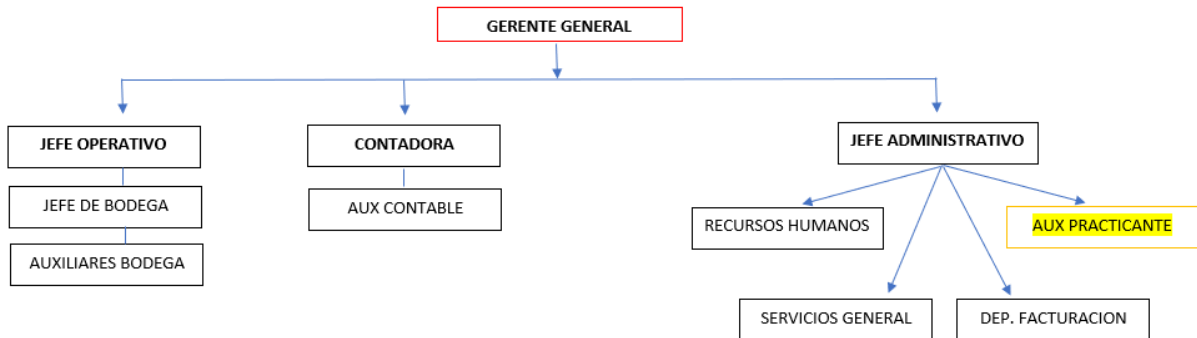 GERENTE GENERAL
JEFE OPERATIVO
CONTADORA
JEFE ADMINISTRATIVO
JEFE DE BODEGA
AUX CONTABLE
RECURSOS HUMANOS
AUX PRACTICANTE
AUXILIARES BODEGA
SERVICIOS GENERAL
DEP. FACTURACION